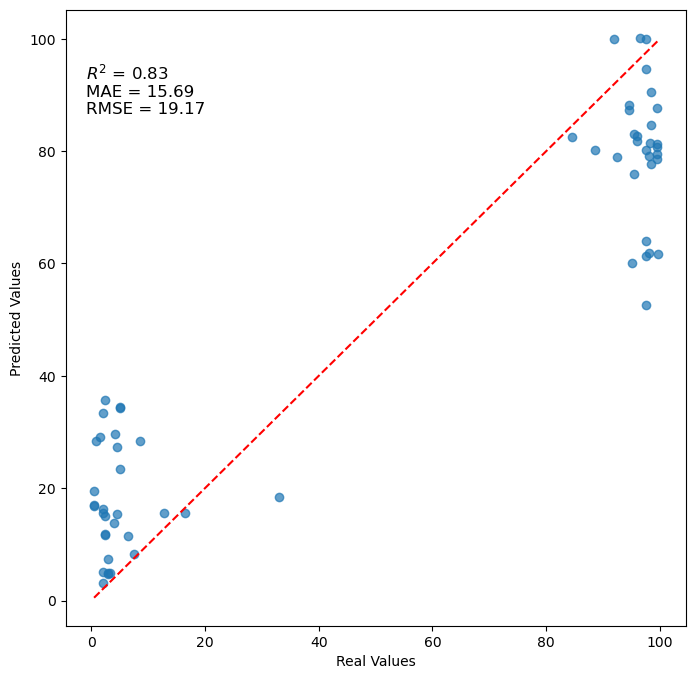 R² = 0.83
MAE = 15.69
RMSE = 19.17
Predicted Values
100
80
60
40
20
0
0 20 40 60 80 100
Real Values